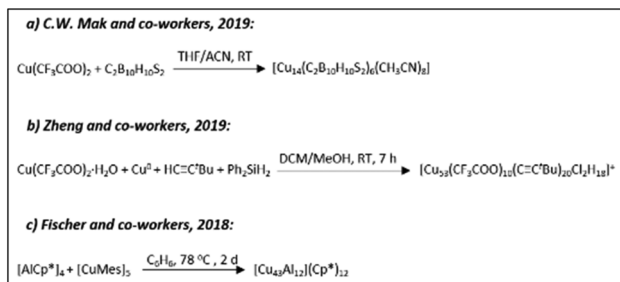 a) C.W. Mak and co-workers, 2019:
THF/ACN, RT
Cu(CF₃COO)₂ + C₂B₁₀H₁₀S₂ → [Cu₁₄(C₂B₁₀H₁₀S₂)₆(CH₃CN)₈]
b) Zheng and co-workers, 2019:
DCM/MeOH, RT, 7 h
Cu(CF₃COO)₂·H₂O + Cu⁰ + HC≡CᵗBu + Ph₂SiH₂ → [Cu₅₃(CF₃COO)₁₀(C≡CᵗBu)₂₀Cl₂H₁₈]⁺
c) Fischer and co-workers, 2018:
C₆H₆, 78 °C, 2 d
[AlCp*]₄ + [CuMes]₅ → [Cu₄₃Al₁₂](Cp*)₁₂